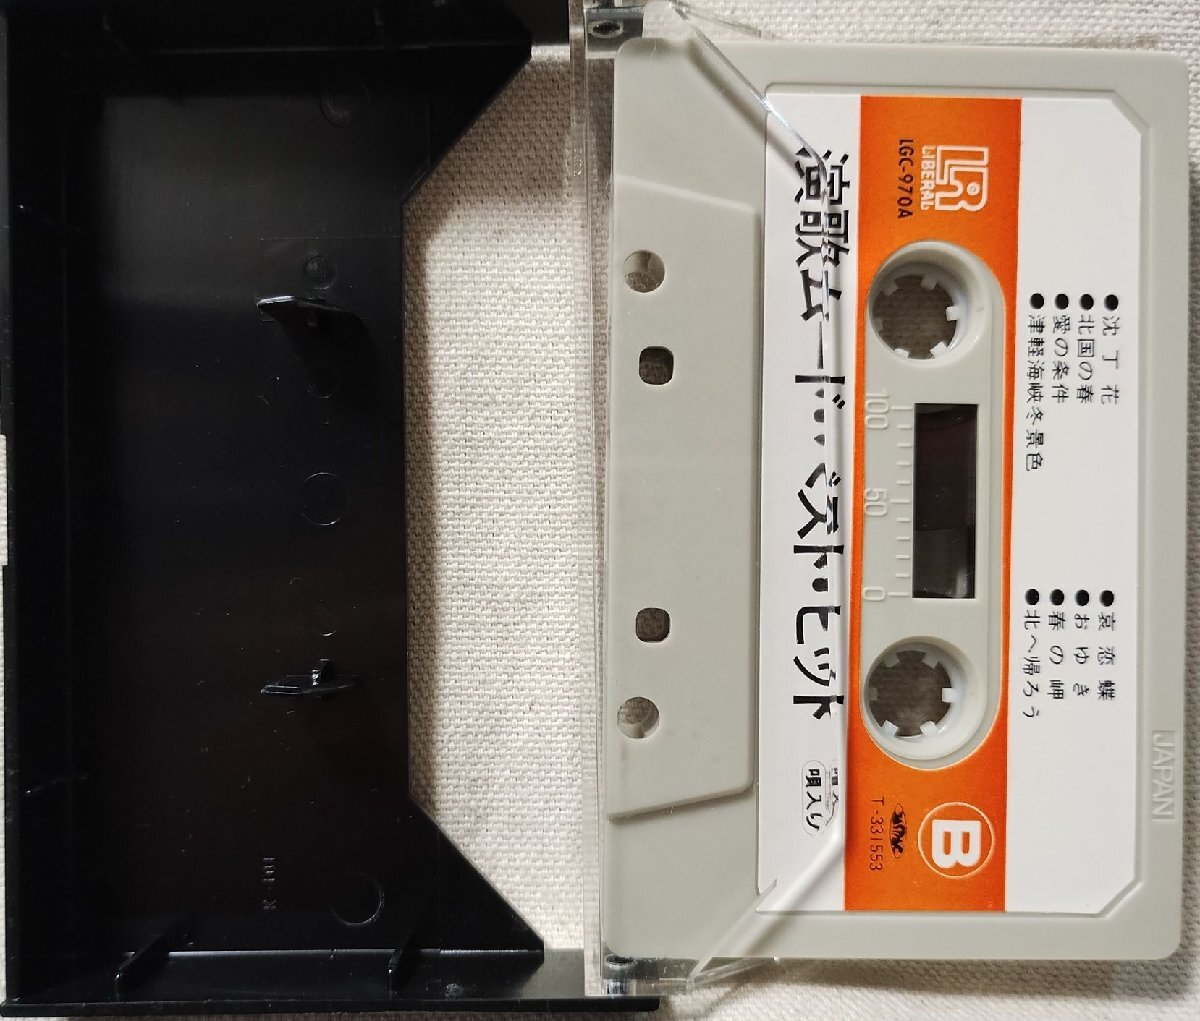 LR
LIBERAL
LGC-970A
●沈丁花
●北国の春
●愛の条件
●津軽海峡冬景色
●哀恋蝶
●おゆき
●春の岬
●北へ帰ろう
100 50 0
B
T-331553
演歌ムード・ベスト・ヒット
唄入り
JAPAN